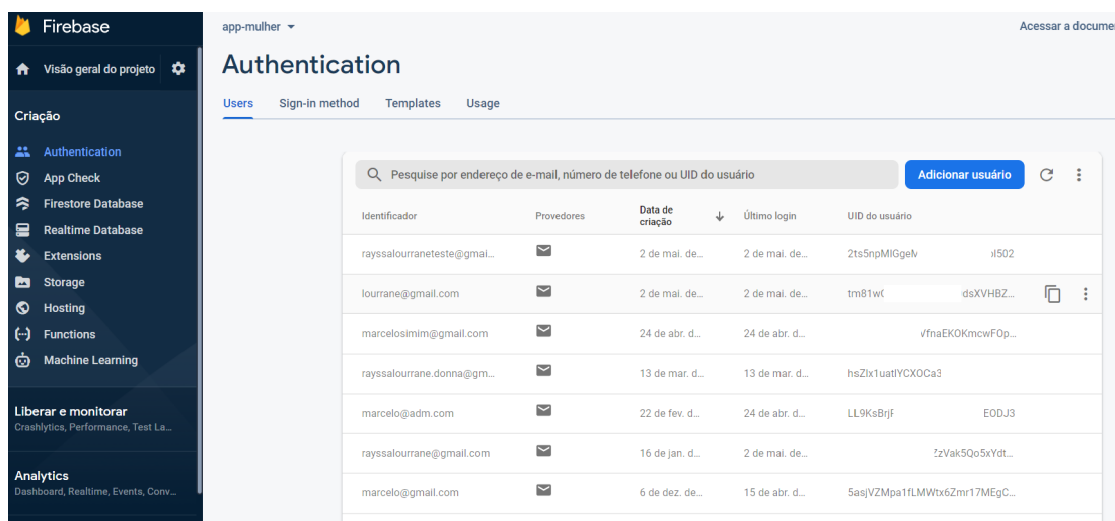 Firebase
app-mulher
Acessar a documen
Visão geral do projeto
Authentication
Users Sign-in method Templates Usage
Criação
Authentication
App Check
Firestore Database
Realtime Database
Extensions
Storage
Hosting
Functions
Machine Learning
Liberar e monitorar
Crashlytics, Performance, Test La...
Analytics
Dashboard, Realtime, Events, Conv...
Pesquise por endereço de e-mail, número de telefone ou UID do usuário
Adicionar usuário
Identificador Provedores Data de criação Último login UID do usuário
rayssalourraneteste@gmai... 2 de mai. de... 2 de mai. de...
lourrane@gmail.com 2 de mai. de... 2 de mai. de... dsXVHBZ...
marcelosimim@gmail.com 24 de abr. d... 24 de abr. d... VfnaEKOKmcwFOp...
rayssalourrane.donna@gm... 13 de mar. d... 13 de mar. d...
marcelo@adm.com 22 de fev. d... 24 de abr. d... EODJ3
rayssalourrane@gmail.com 16 de jan. d... 2 de mai. de...
marcelo@gmail.com 6 de dez. de... 15 de abr. d... 5asjVZMpa1fLMWtx6Zmr17MEgC...